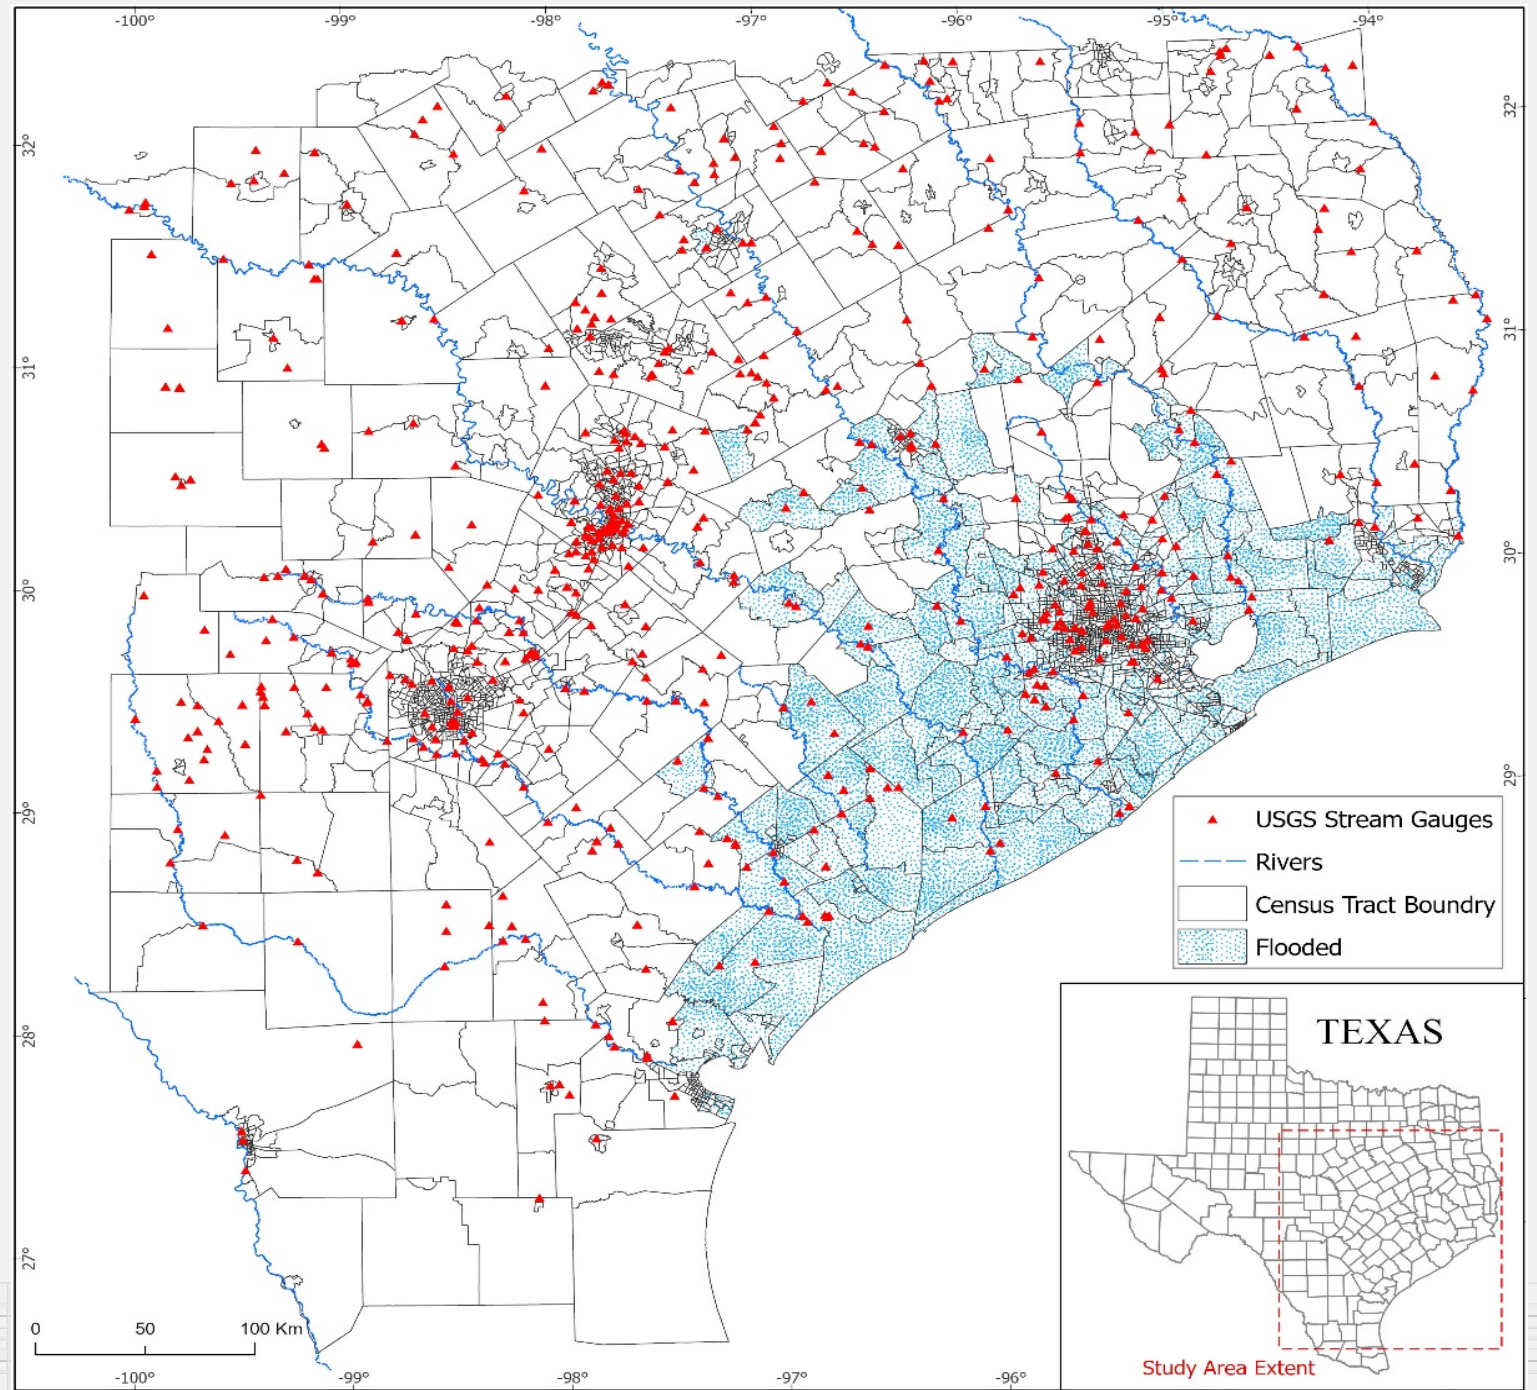 -100° -99° -98° -97° -96° -95° -94°
32° 32°
31° 31°
30° 30°
29° 29°
28°
27°
USGS Stream Gauges
Rivers
Census Tract Boundry
Flooded
TEXAS
Study Area Extent
0 50 100 Km
-100° -99° -98° -97° -96°